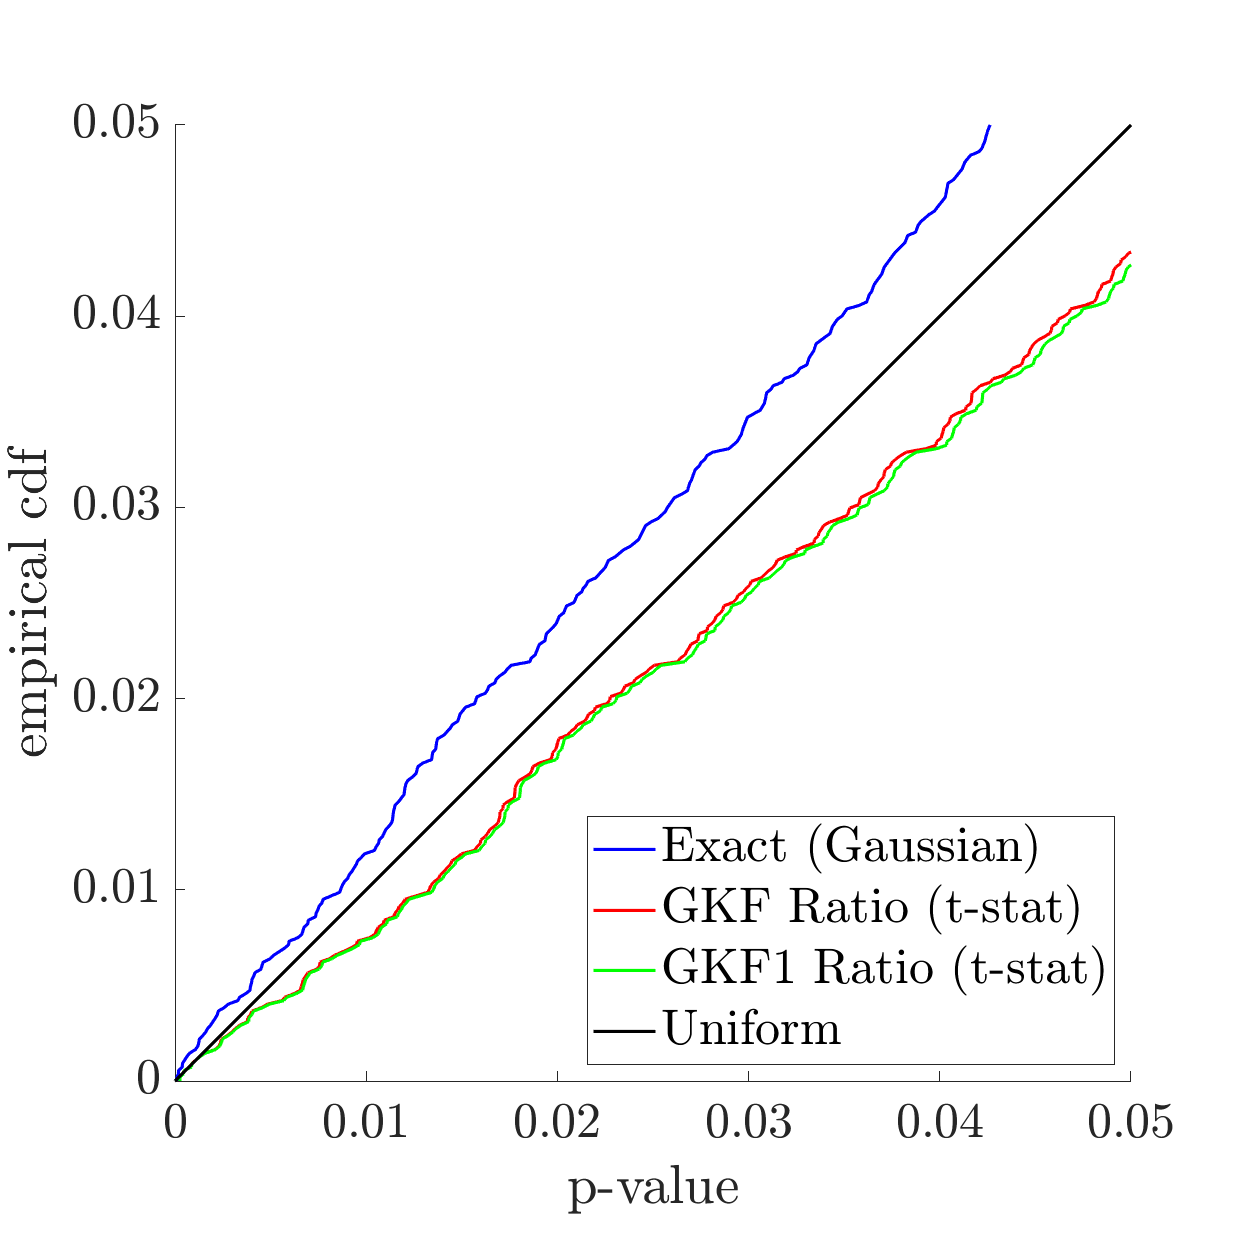 0.05
0.04
0.03
0.02
0.01
0
empirical cdf
Exact (Gaussian)
GKF Ratio (t-stat)
GKF1 Ratio (t-stat)
Uniform
0 0.01 0.02 0.03 0.04 0.05
p-value